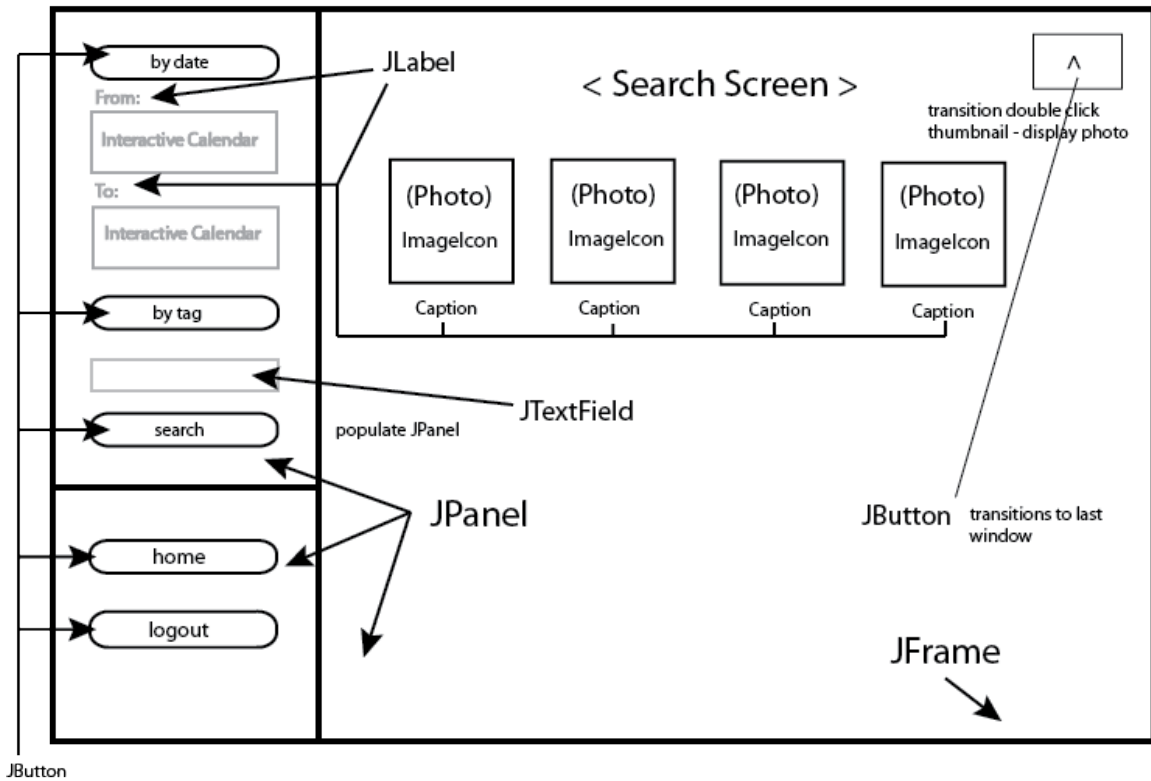 by date
From:
Interactive Calendar
To:
Interactive Calendar
by tag
search
home
logout
JButton
JLabel
< Search Screen >
^
transition double click
thumbnail - display photo
(Photo)
ImageIcon
Caption
(Photo)
ImageIcon
Caption
(Photo)
ImageIcon
Caption
(Photo)
ImageIcon
Caption
JTextField
populate JPanel
JPanel
JButton
transitions to last
window
JFrame